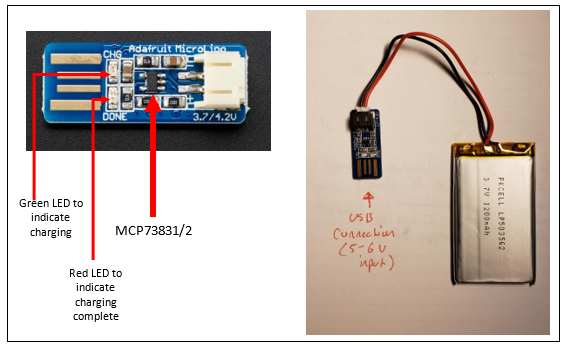 Adafruit MicroLipo
CHG
DONE
3.7/4.2V
Green LED to
indicate
charging
MCP73831/2
Red LED to
indicate
charging
complete
USB
Connection
(5-6V
input)
PKCELL LP503562
3.7V 1200mAh